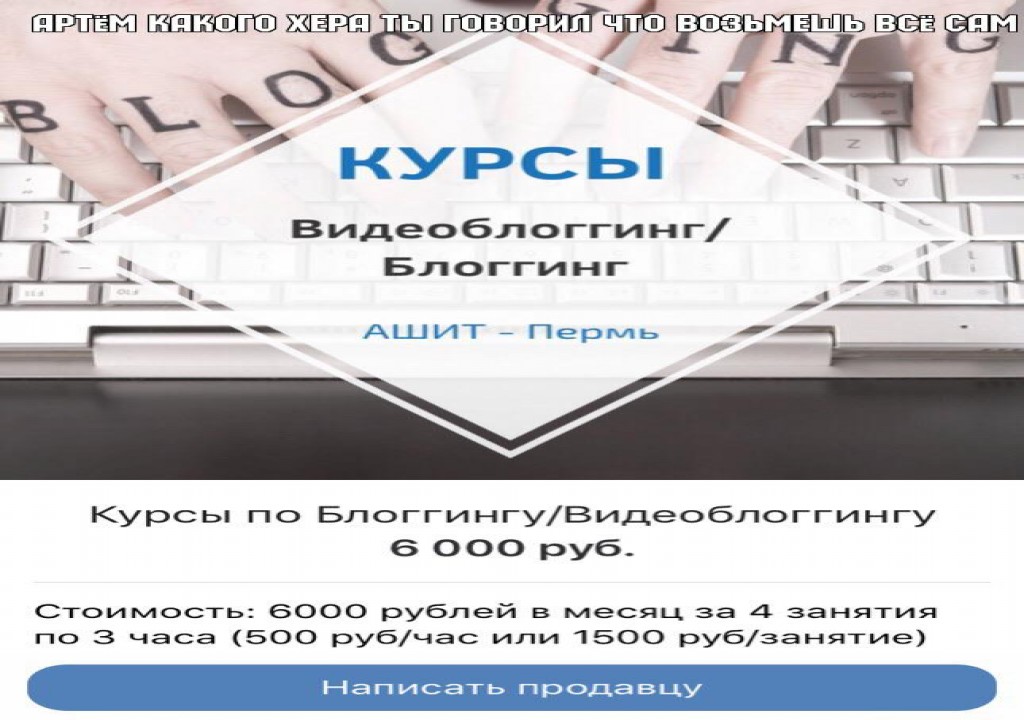 АРТЁМ КАКОГО ХЕРА ТЫ ГОВОРИЛ ЧТО ВОЗЬМЕШЬ ВСЁ САМ
BLOGGING
КУРСЫ
Видеоблоггинг/
Блоггинг
АШИТ - Пермь
Курсы по Блоггингу/Видеоблоггингу
6 000 руб.
Стоимость: 6000 рублей в месяц за 4 занятия
по 3 часа (500 руб/час или 1500 руб/занятие)
Написать продавцу